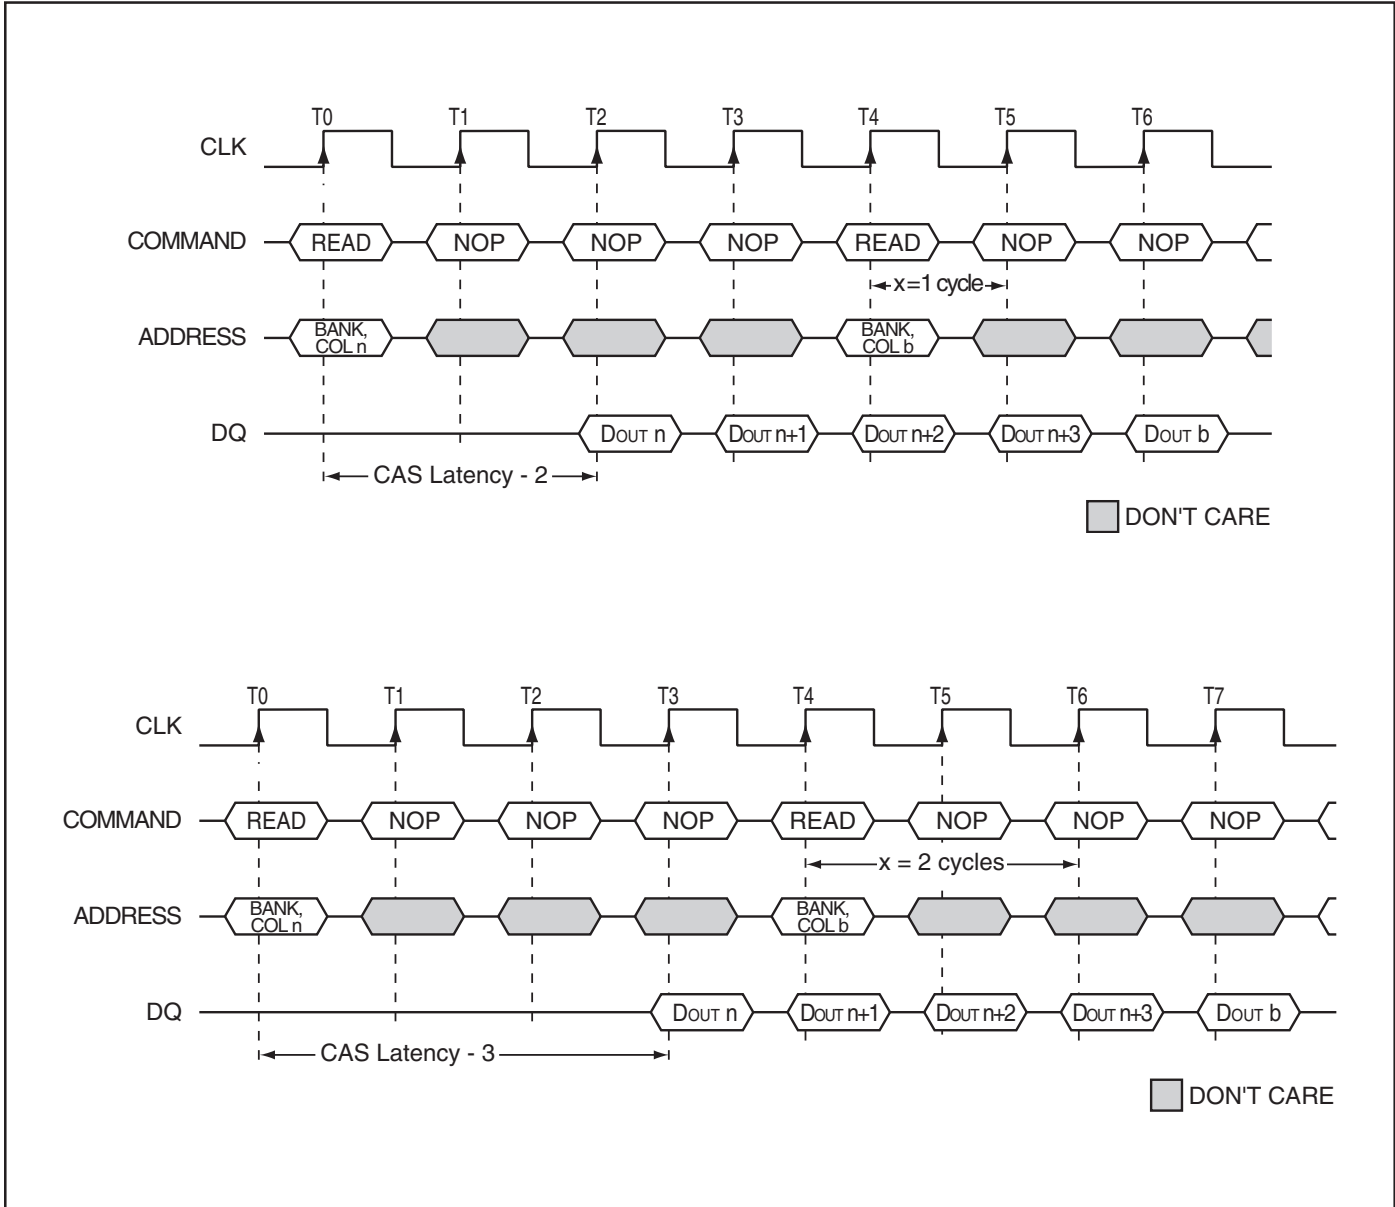 T0 T1 T2 T3 T4 T5 T6
CLK
COMMAND READ NOP NOP NOP READ NOP NOP
x=1 cycle
ADDRESS BANK, COL n BANK, COL b
DQ DOUT n DOUT n+1 DOUT n+2 DOUT n+3 DOUT b
CAS Latency - 2
DON'T CARE
T0 T1 T2 T3 T4 T5 T6 T7
CLK
COMMAND READ NOP NOP NOP READ NOP NOP NOP
x = 2 cycles
ADDRESS BANK, COL n BANK, COL b
DQ DOUT n DOUT n+1 DOUT n+2 DOUT n+3 DOUT b
CAS Latency - 3
DON'T CARE